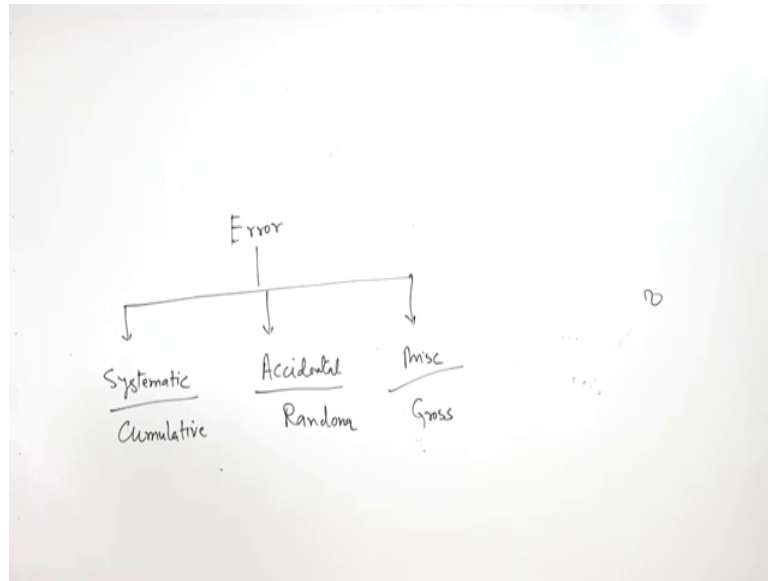 Error
Systematic
Accidental
Misc
Cumulative
Random
Gross